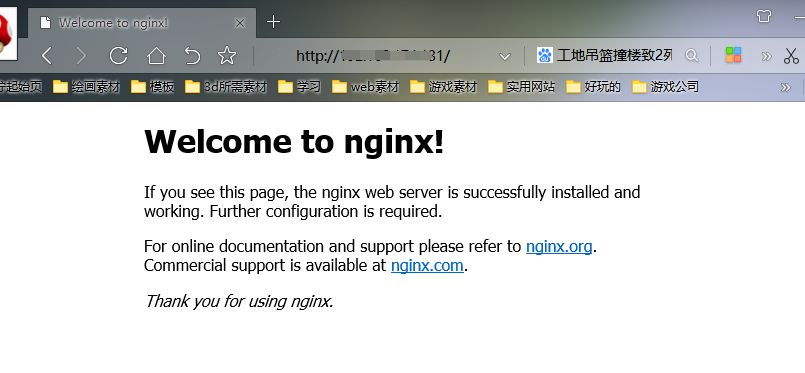 Welcome to nginx!
http://1 31/
工地吊篮撞楼致2死
起始页 绘画素材 模板 3d所需素材 学习 web素材 游戏素材 实用网站 好玩的 游戏公司
Welcome to nginx!
If you see this page, the nginx web server is successfully installed and
working. Further configuration is required.
For online documentation and support please refer to nginx.org.
Commercial support is available at nginx.com.
Thank you for using nginx.